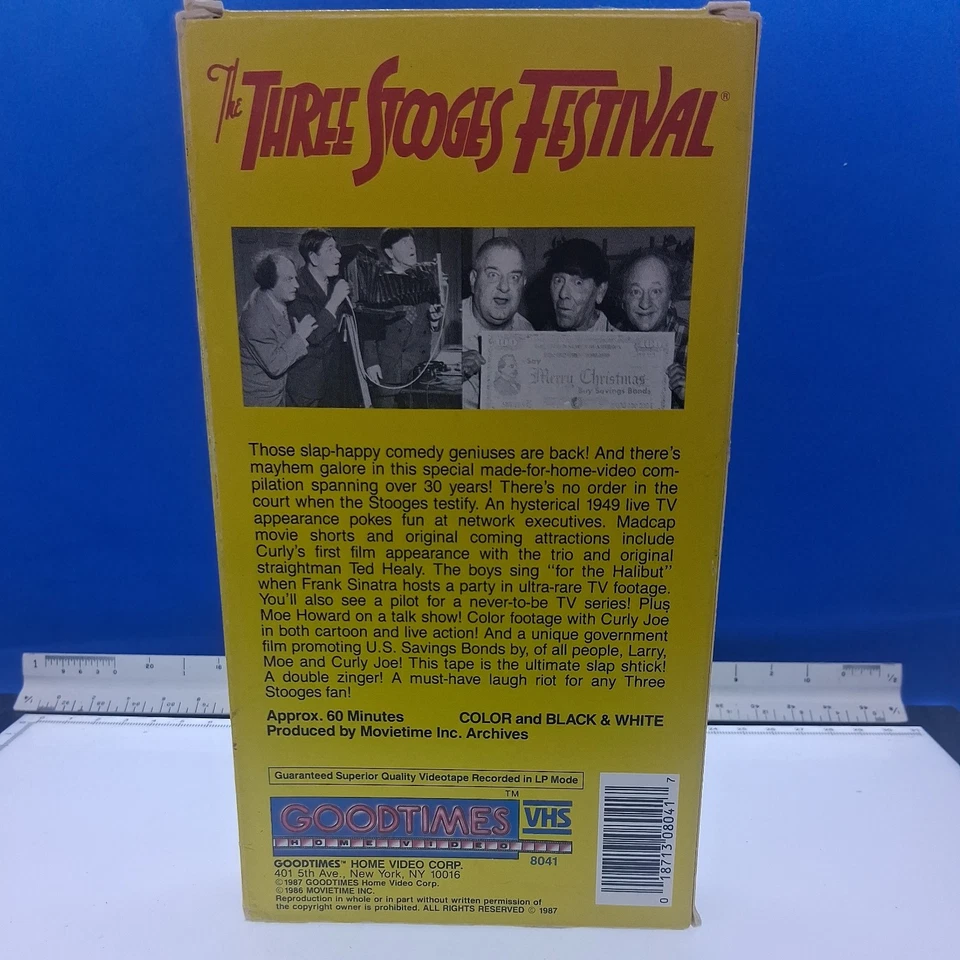 The THREE STOOGES FESTIVAL®
Merry Christmas
Buy Savings Bonds
Those slap-happy comedy geniuses are back! And there's
mayhem galore in this special made-for-home-video com-
pilation spanning over 30 years! There's no order in the
court when the Stooges testify. An hysterical 1949 live TV
appearance pokes fun at network executives. Madcap
movie shorts and original coming attractions include
Curly's first film appearance with the trio and original
straightman Ted Healy. The boys sing "for the Halibut"
when Frank Sinatra hosts a party in ultra-rare TV footage.
You'll also see a pilot for a never-to-be TV series! Plus
Moe Howard on a talk show! Color footage with Curly Joe
in both cartoon and live action! And a unique government
film promoting U.S. Savings Bonds by, of all people, Larry,
Moe and Curly Joe! This tape is the ultimate slap shtick!
A double zinger! A must-have laugh riot for any Three
Stooges fan!
Approx. 60 Minutes COLOR and BLACK & WHITE
Produced by Movietime Inc. Archives
Guaranteed Superior Quality Videotape Recorded in LP Mode
GOODTIMES™ VHS
HOME VIDEO
8041
GOODTIMES™ HOME VIDEO CORP.
401 5th Ave., New York, NY 10016
©1987 GOODTIMES Home Video Corp.
©1986 MOVIETIME INC.
Reproduction in whole or in part without written permission of
the copyright owner is prohibited. ALL RIGHTS RESERVED © 1987
0 18713 08041 7